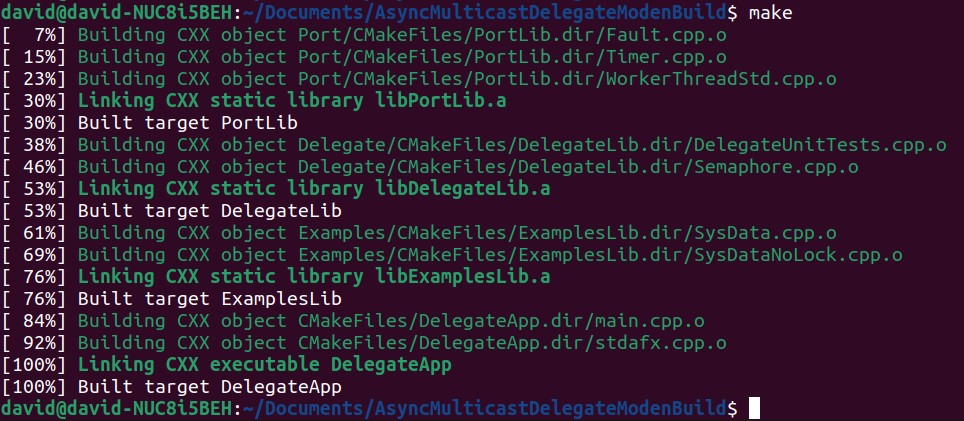 david@david-NUC8i5BEH:~/Documents/AsyncMulticastDelegateModenBuild$ make
[  7%] Building CXX object Port/CMakeFiles/PortLib.dir/Fault.cpp.o
[ 15%] Building CXX object Port/CMakeFiles/PortLib.dir/Timer.cpp.o
[ 23%] Building CXX object Port/CMakeFiles/PortLib.dir/WorkerThreadStd.cpp.o
[ 30%] Linking CXX static library libPortLib.a
[ 30%] Built target PortLib
[ 38%] Building CXX object Delegate/CMakeFiles/DelegateLib.dir/DelegateUnitTests.cpp.o
[ 46%] Building CXX object Delegate/CMakeFiles/DelegateLib.dir/Semaphore.cpp.o
[ 53%] Linking CXX static library libDelegateLib.a
[ 53%] Built target DelegateLib
[ 61%] Building CXX object Examples/CMakeFiles/ExamplesLib.dir/SysData.cpp.o
[ 69%] Building CXX object Examples/CMakeFiles/ExamplesLib.dir/SysDataNoLock.cpp.o
[ 76%] Linking CXX static library libExamplesLib.a
[ 76%] Built target ExamplesLib
[ 84%] Building CXX object CMakeFiles/DelegateApp.dir/main.cpp.o
[ 92%] Building CXX object CMakeFiles/DelegateApp.dir/stdafx.cpp.o
[100%] Linking CXX executable DelegateApp
[100%] Built target DelegateApp
david@david-NUC8i5BEH:~/Documents/AsyncMulticastDelegateModenBuild$